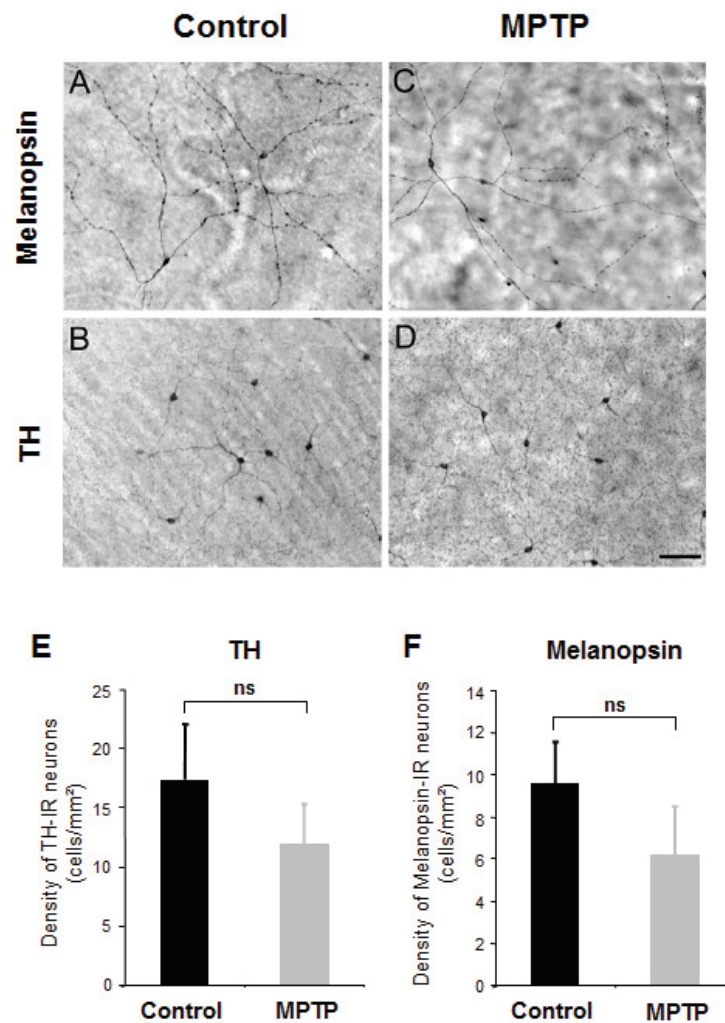 Control MPTP
Melanopsin
A
C
TH
B
D
E TH
Density of TH-IR neurons
(cells/mm²)
25
20
15
10
5
0
ns
Control MPTP
F Melanopsin
Density of Melanopsin-IR neurons
(cells/mm²)
14
12
10
8
6
4
2
0
ns
Control MPTP